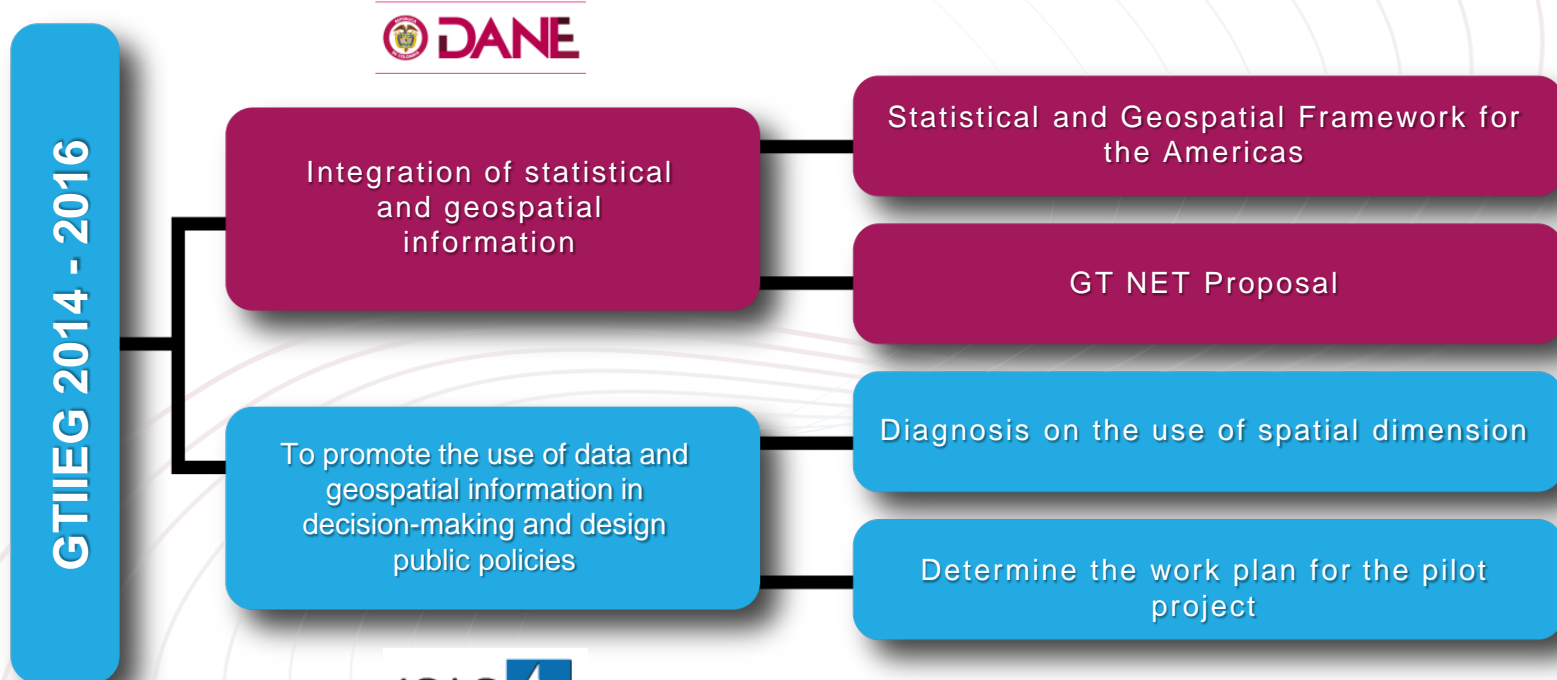 DANE
GTIIEG 2014 - 2016
Integration of statistical
and geospatial
information
Statistical and Geospatial Framework for
the Americas
GT NET Proposal
To promote the use of data and
geospatial information in
decision-making and design
public policies
Diagnosis on the use of spatial dimension
Determine the work plan for the pilot
project